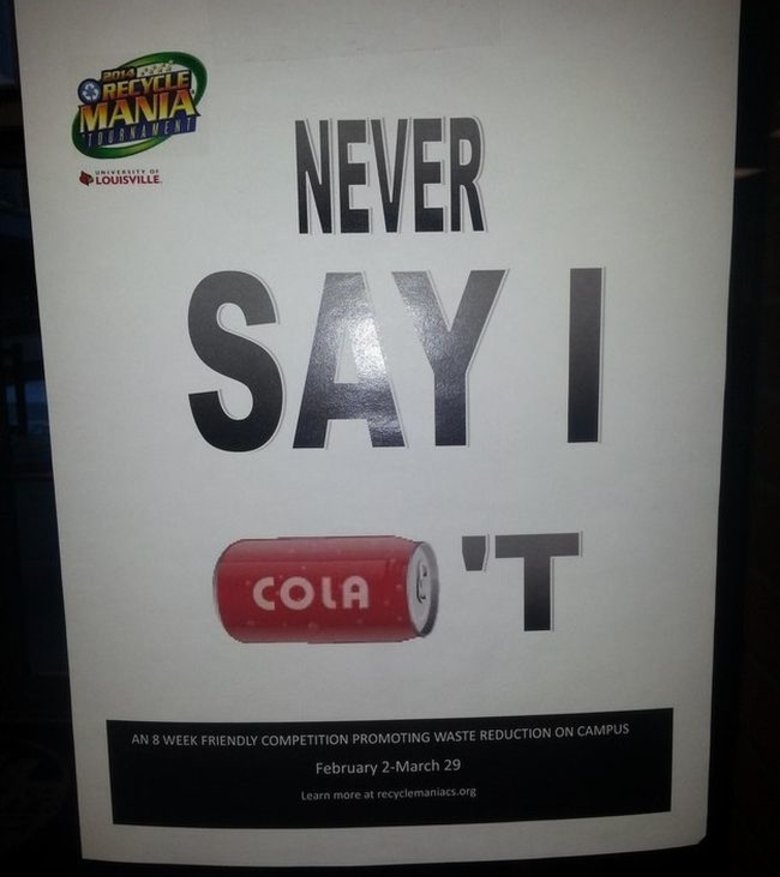 2014
RECYCLE
MANIA
TOURNAMENT
UNIVERSITY OF
LOUISVILLE.
NEVER
SAY I
COLA 'T
AN 8 WEEK FRIENDLY COMPETITION PROMOTING WASTE REDUCTION ON CAMPUS
February 2-March 29
Learn more at recyclemaniacs.org